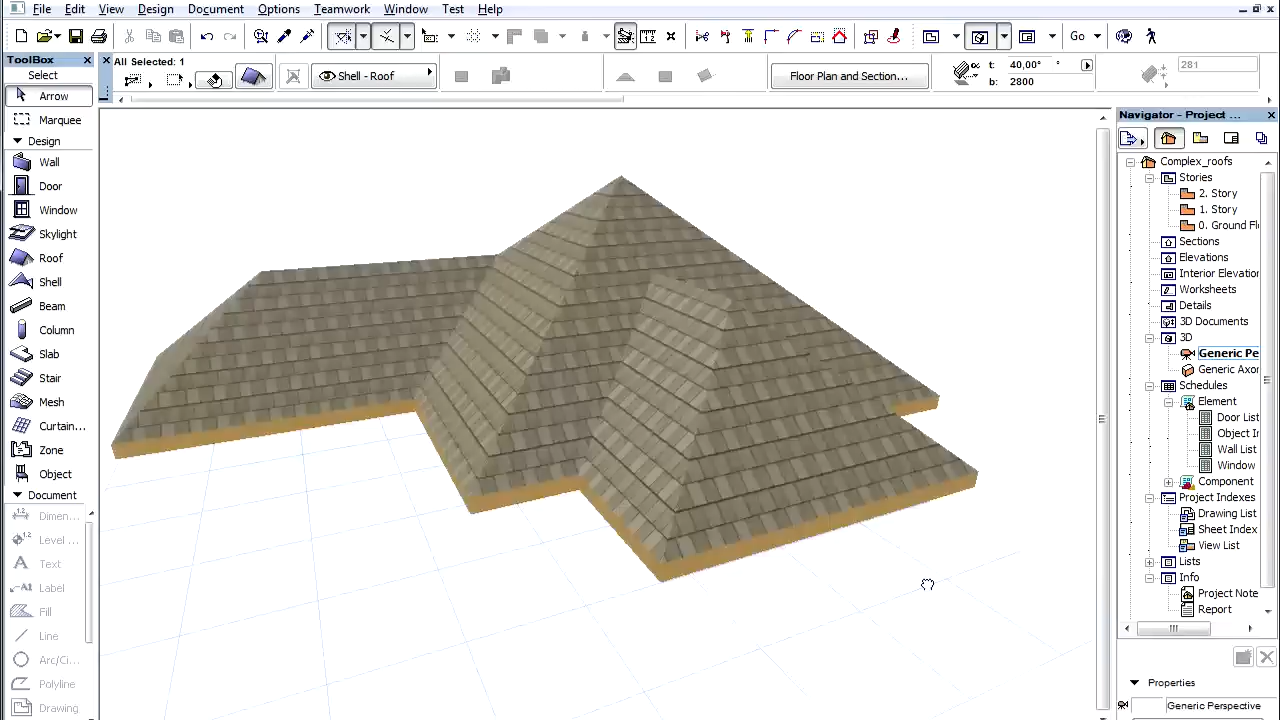 File Edit View Design Document Options Teamwork Window Test Help
ToolBox
Select
Arrow
Marquee
Design
Wall
Door
Window
Skylight
Roof
Shell
Beam
Column
Slab
Stair
Mesh
Curtain...
Zone
Object
Document
Dimen...
Level ...
Text
Label
Fill
Line
Arc/Ci...
Polyline
Drawing
All Selected: 1
Shell - Roof
Floor Plan and Section...
t: 40,00°
b: 2800
281
Go
Navigator - Project ...
Complex_roofs
Stories
2. Story
1. Story
0. Ground Fl
Sections
Elevations
Interior Elevation
Worksheets
Details
3D Documents
3D
Generic Pe
Generic Axon
Schedules
Element
Door List
Object In
Wall List
Window
Component
Project Indexes
Drawing List
Sheet Index
View List
Lists
Info
Project Note
Report
Properties
Generic Perspective